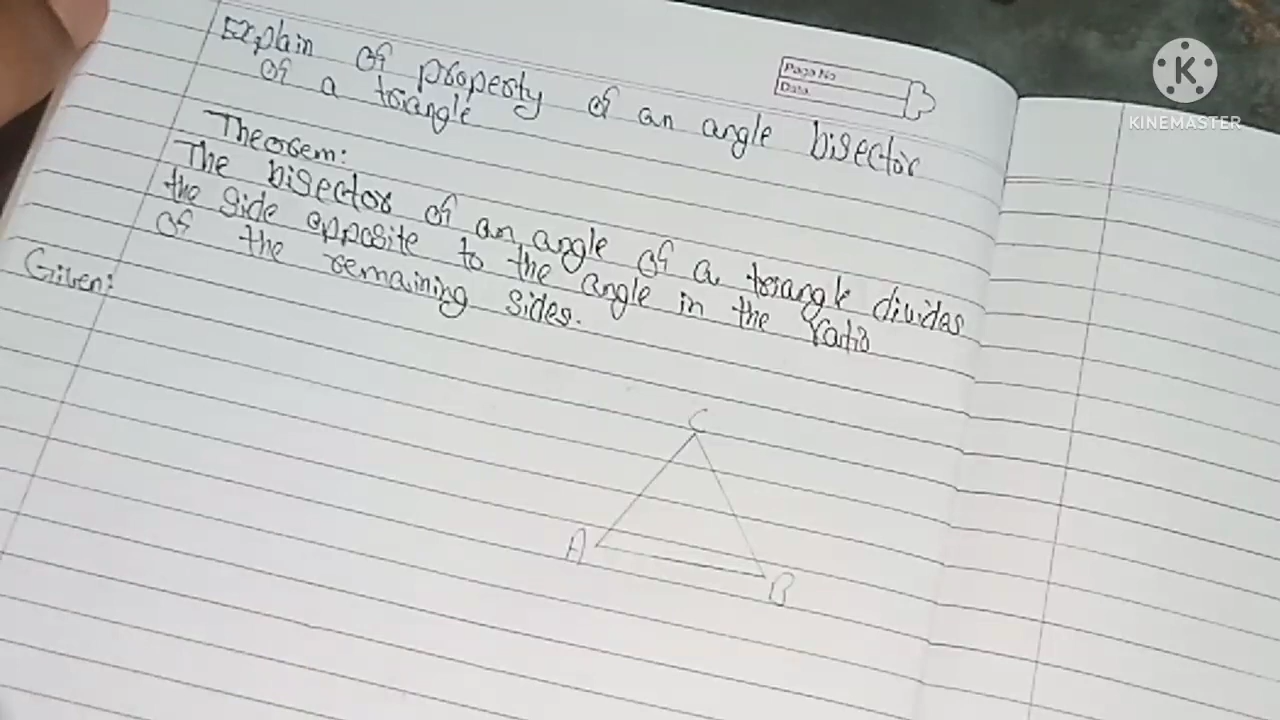 Explain of property of an angle bisector
of a triangle
Page No
Date
Theorem:
The bisector of an angle of a triangle divides
the side opposite to the angle in the ratio
of the remaining sides.
Given:
C
A
B
K
KINEMASTER